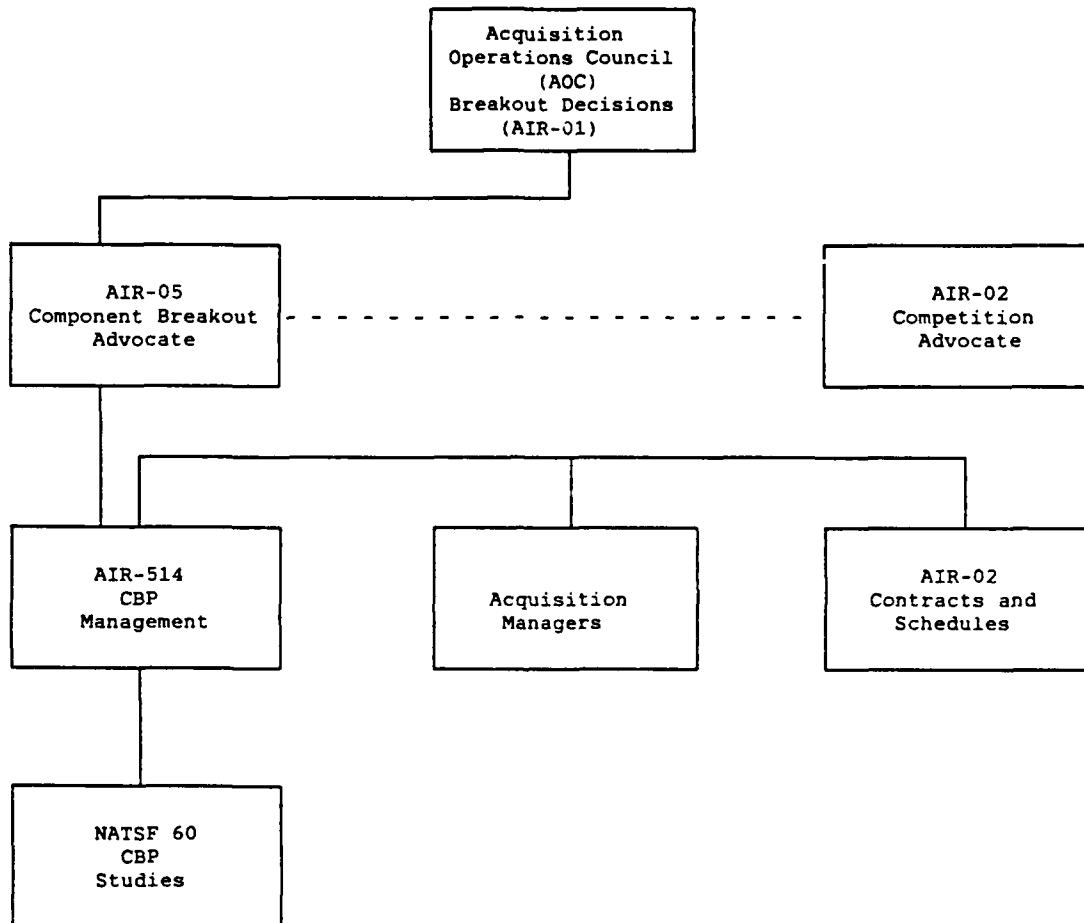 Acquisition
Operations Council
(AOC)
Breakout Decisions
(AIR-01)
AIR-05
Component Breakout
Advocate
AIR-02
Competition
Advocate
AIR-514
CBP
Management
Acquisition
Managers
AIR-02
Contracts and
Schedules
NATSF 60
CBP
Studies